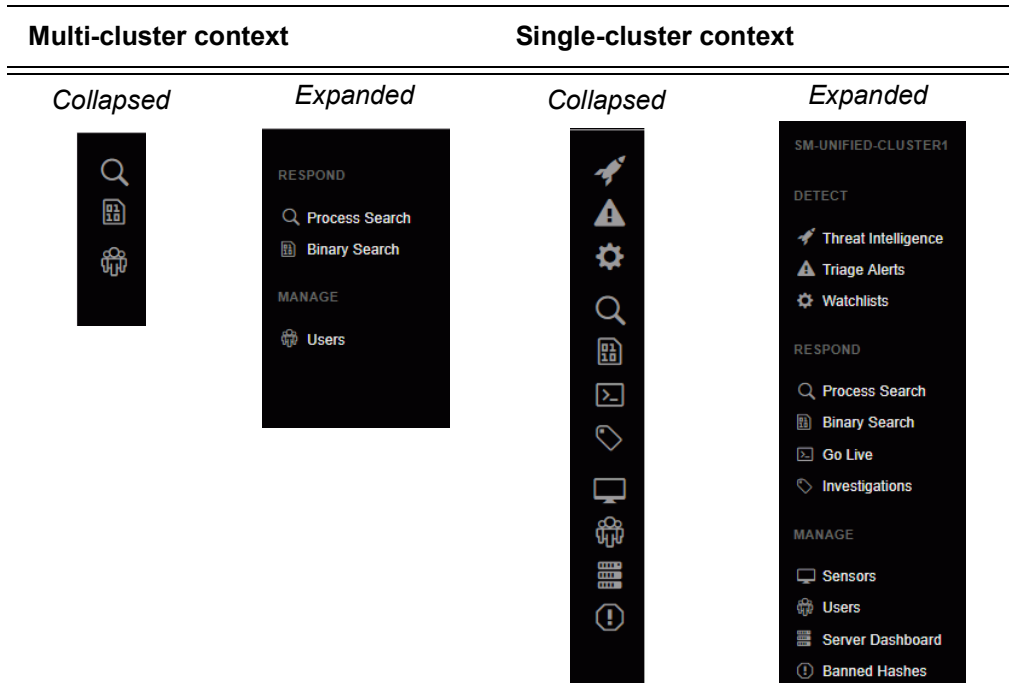 Multi-cluster context
Single-cluster context
Collapsed
Expanded
Collapsed
Expanded
RESPOND
Process Search
Binary Search
MANAGE
Users
SM-UNIFIED-CLUSTER1
DETECT
Threat Intelligence
Triage Alerts
Watchlists
RESPOND
Process Search
Binary Search
Go Live
Investigations
MANAGE
Sensors
Users
Server Dashboard
Banned Hashes